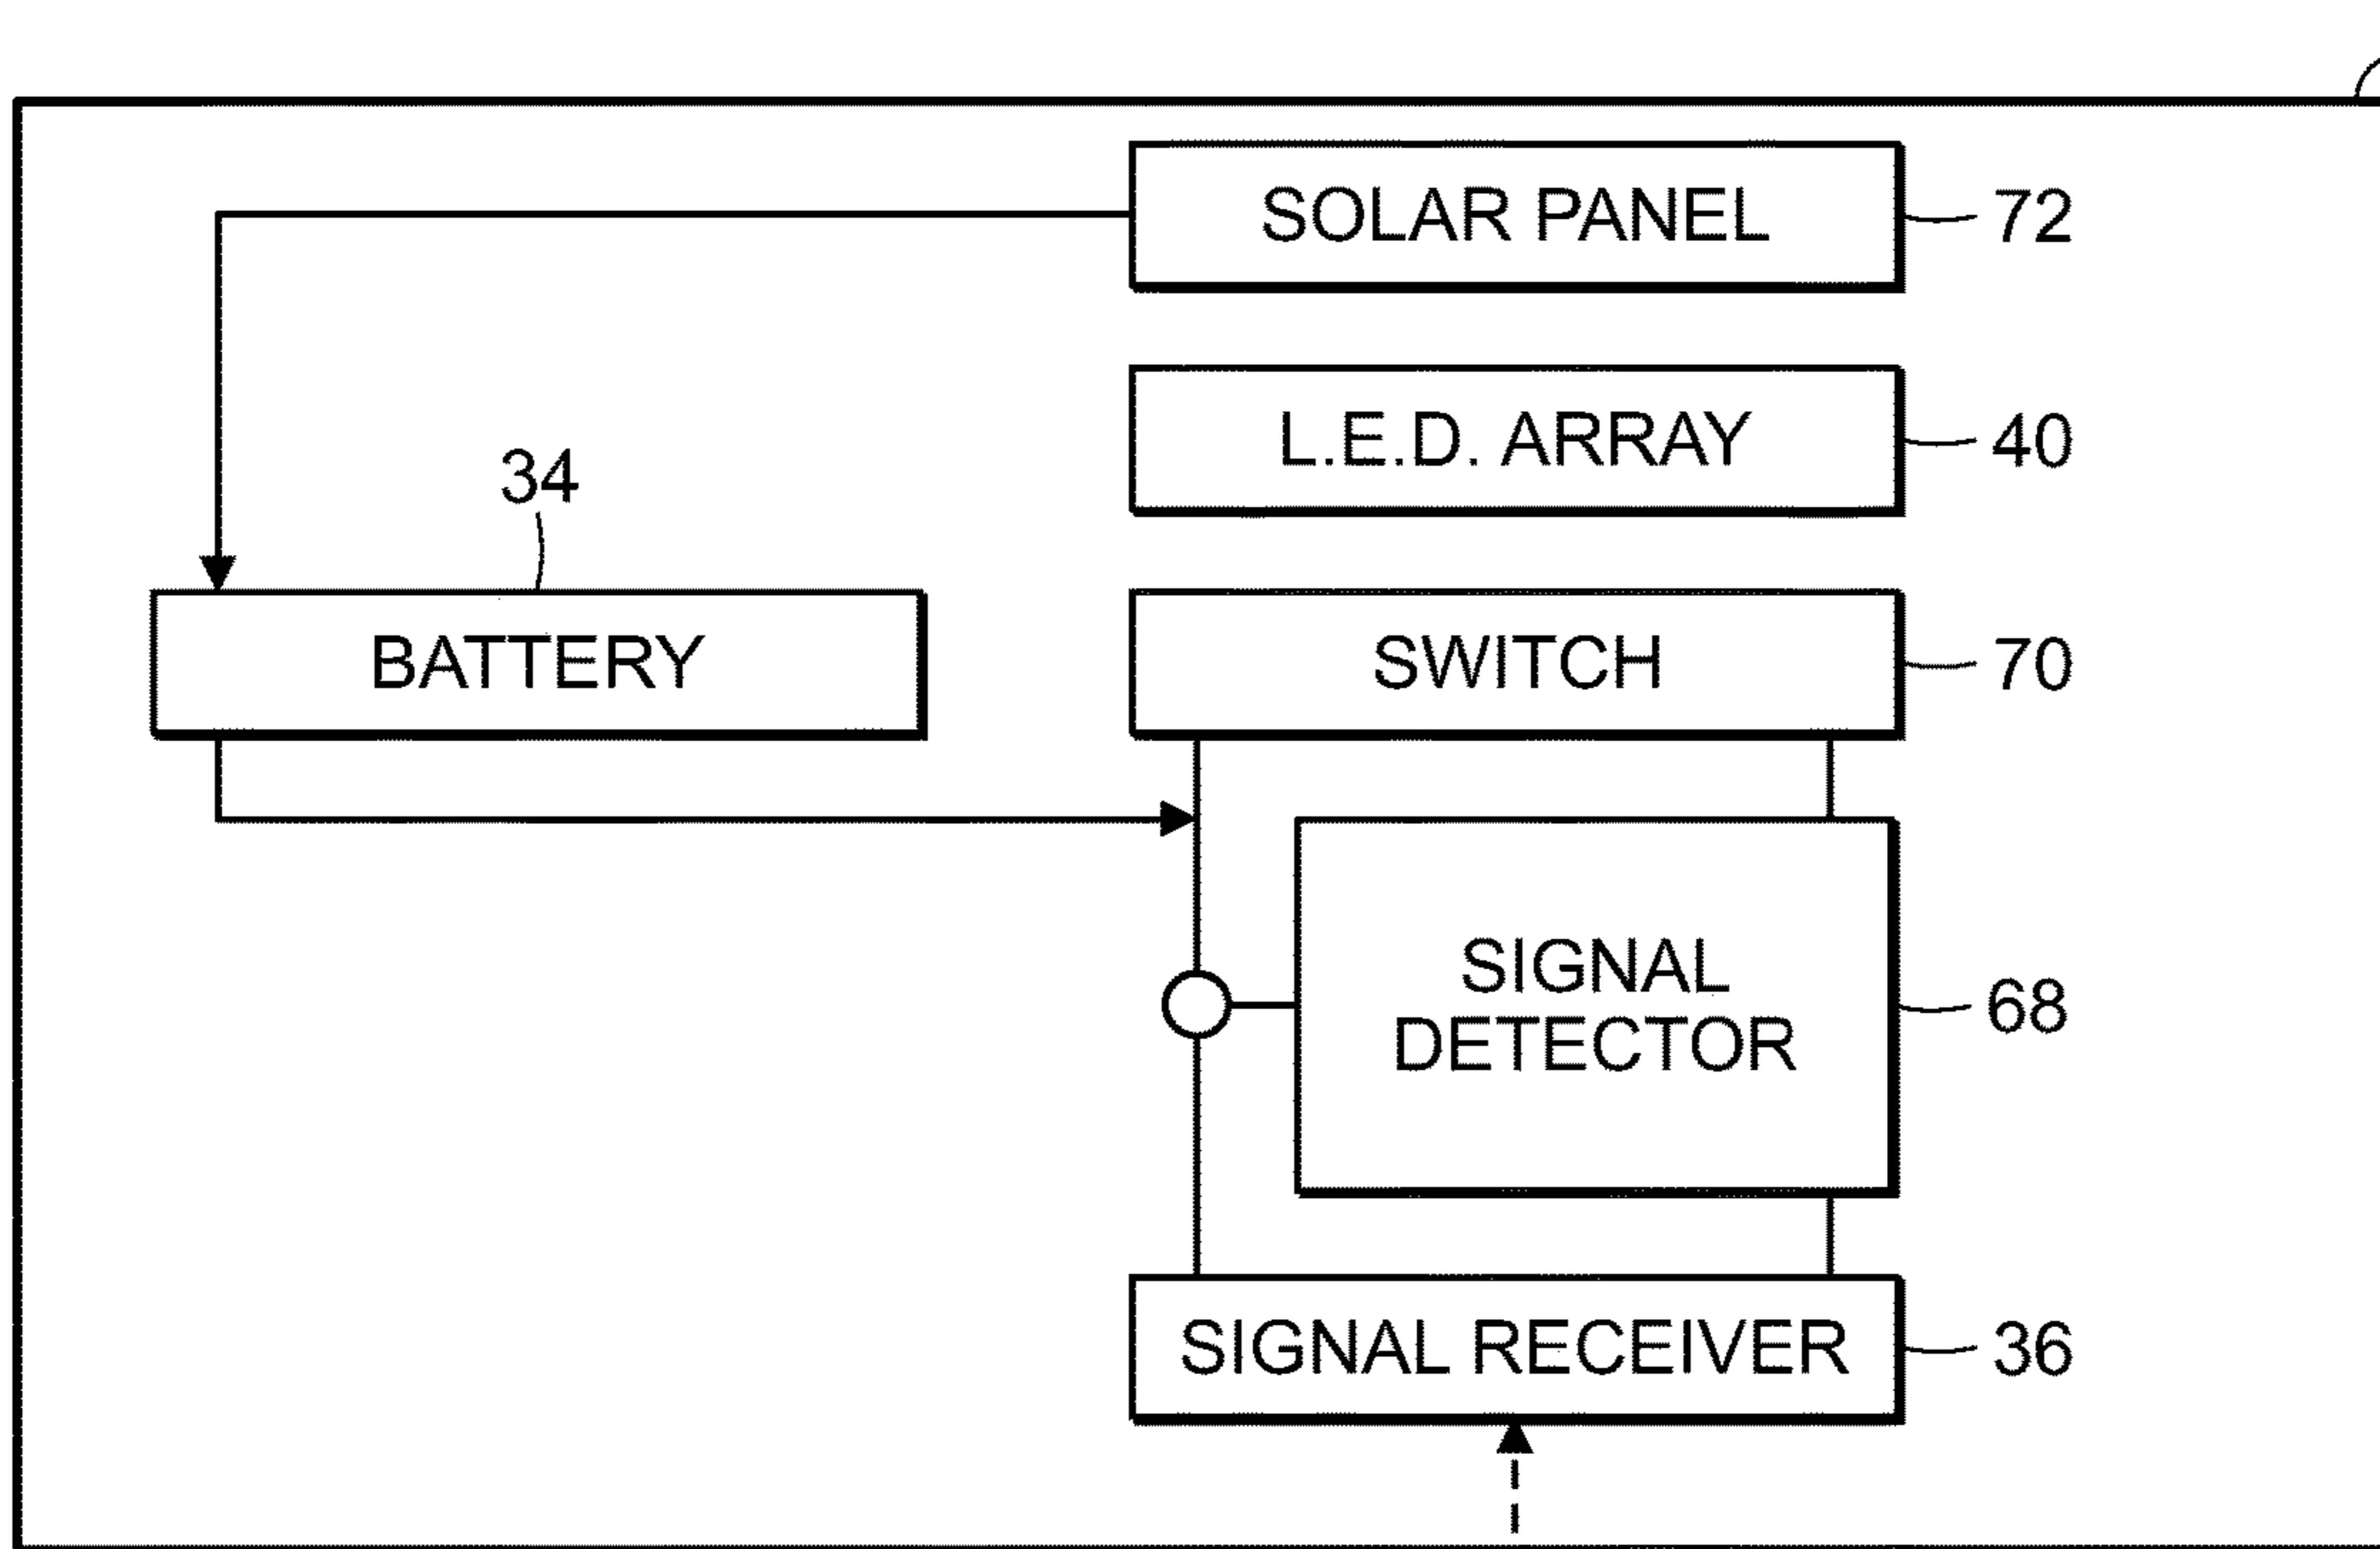 SOLAR PANEL
72
L.E.D. ARRAY
40
34
BATTERY
SWITCH
70
SIGNAL
DETECTOR
68
SIGNAL RECEIVER
36